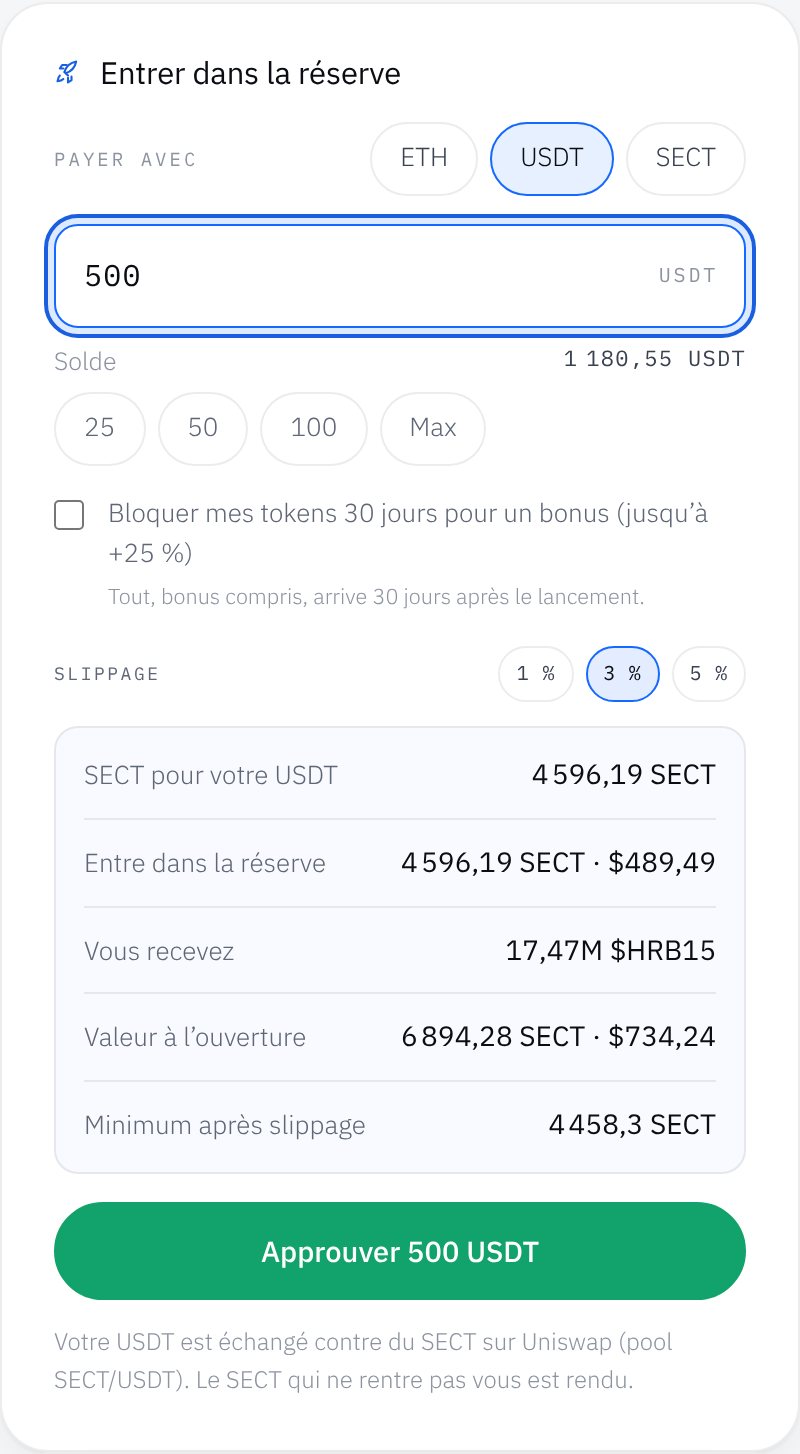 Entrer dans la réserve
PAYER AVEC
ETH
USDT
SECT
500
USDT
Solde
1 180,55 USDT
25
50
100
Max
Bloquer mes tokens 30 jours pour un bonus (jusqu’à
+25 %)
Tout, bonus compris, arrive 30 jours après le lancement.
SLIPPAGE
1 %
3 %
5 %
SECT pour votre USDT
4 596,19 SECT
Entre dans la réserve
4 596,19 SECT · $489,49
Vous recevez
17,47M $HRB15
Valeur à l’ouverture
6 894,28 SECT · $734,24
Minimum après slippage
4 458,3 SECT
Approuver 500 USDT
Votre USDT est échangé contre du SECT sur Uniswap (pool
SECT/USDT). Le SECT qui ne rentre pas vous est rendu.